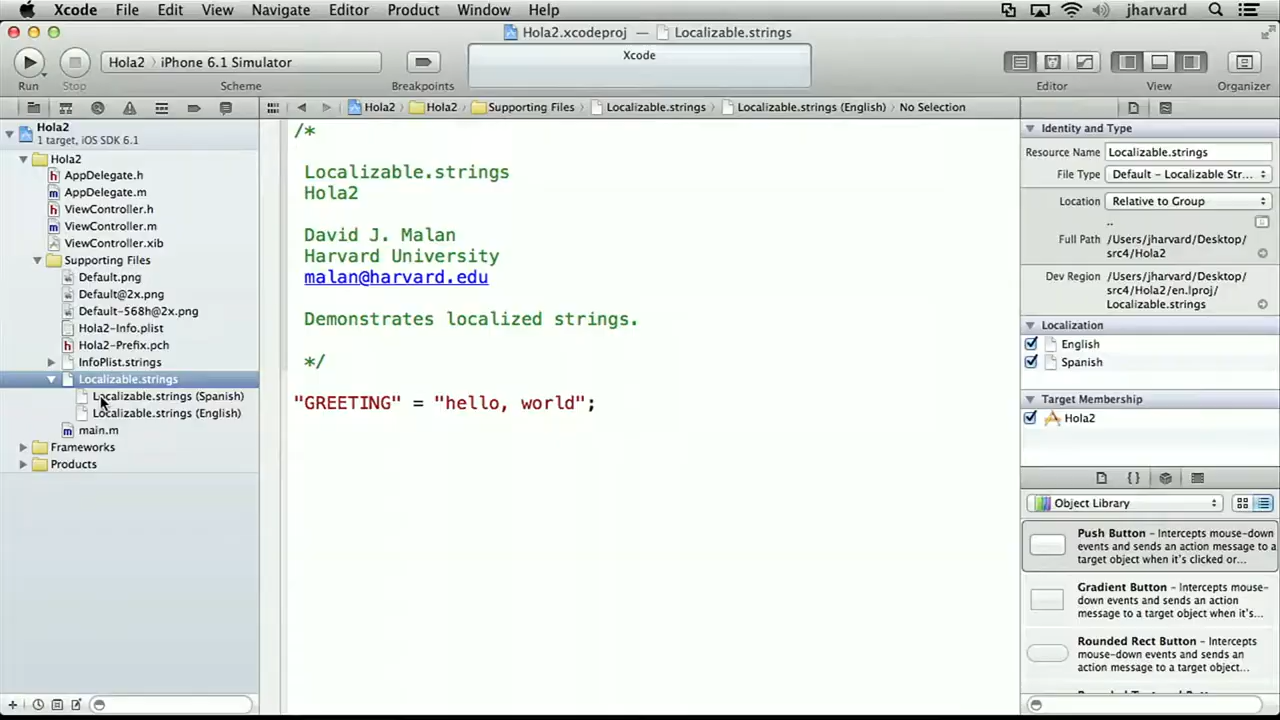 Xcode File Edit View Navigate Editor Product Window Help jharvard
Hola2.xcodeproj — Localizable.strings
Hola2 iPhone 6.1 Simulator
Xcode
Run Stop Scheme Breakpoints Editor View Organizer
Hola2 Hola2 Supporting Files Localizable.strings Localizable.strings (English) No Selection
Hola2
1 target, iOS SDK 6.1
Hola2
AppDelegate.h
AppDelegate.m
ViewController.h
ViewController.m
ViewController.xib
Supporting Files
Default.png
Default@2x.png
Default-568h@2x.png
Hola2-Info.plist
Hola2-Prefix.pch
InfoPlist.strings
Localizable.strings
Localizable.strings (Spanish)
Localizable.strings (English)
main.m
Frameworks
Products
/*
Localizable.strings
Hola2
David J. Malan
Harvard University
malan@harvard.edu
Demonstrates localized strings.
*/
"GREETING" = "hello, world";
Identity and Type
Resource Name Localizable.strings
File Type Default - Localizable Str...
Location Relative to Group
..
Full Path /Users/jharvard/Desktop/
src4/Hola2
Dev Region /Users/jharvard/Desktop/
src4/Hola2/en.lproj/
Localizable.strings
Localization
English
Spanish
Target Membership
Hola2
{}
Object Library
Push Button - Intercepts mouse-down
events and sends an action message to a
target object when it's clicked or...
Gradient Button - Intercepts mouse-
down events and sends an action
message to a target object when it's...
Rounded Rect Button - Intercepts
mouse-down events and sends an
action message to a target object...